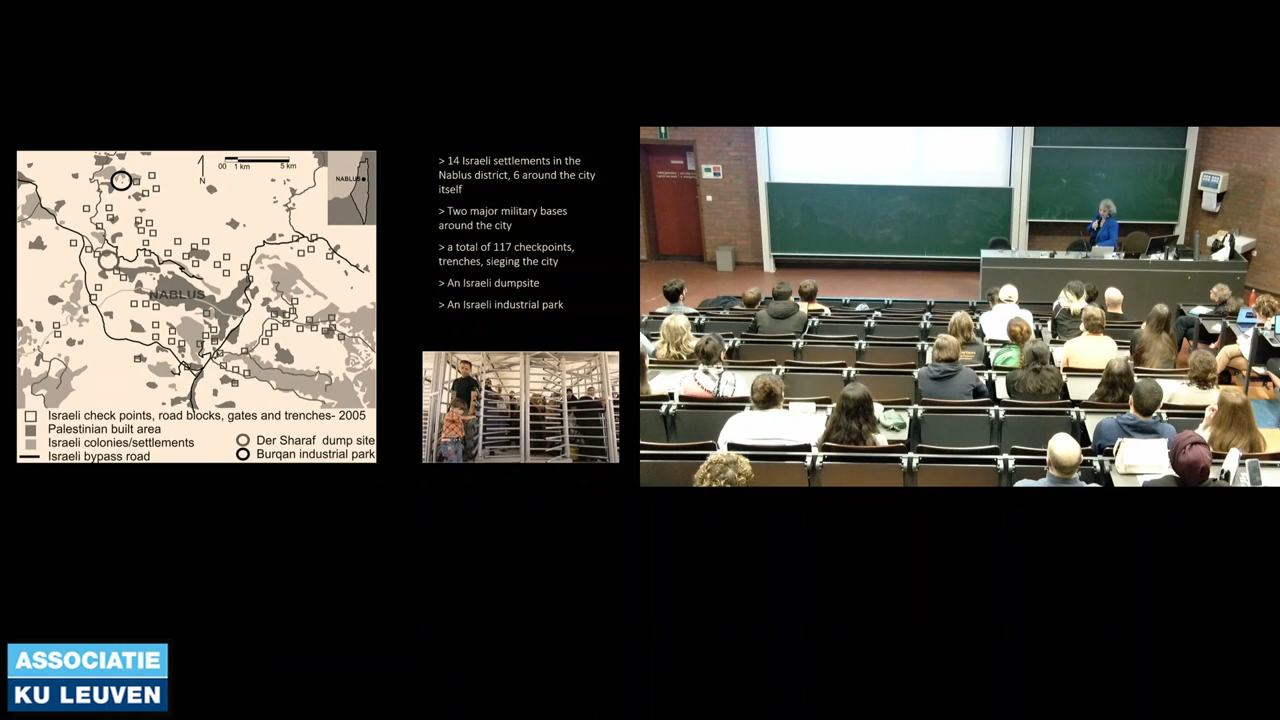 00 1 km 5 km
N
NABLUS
NABLUS
Israeli check points, road blocks, gates and trenches- 2005
Palestinian built area
Israeli colonies/settlements
Israeli bypass road
Der Sharaf dump site
Burqan industrial park
> 14 Israeli settlements in the
Nablus district, 6 around the city
itself
> Two major military bases
around the city
> a total of 117 checkpoints,
trenches, sieging the city
> An Israeli dumpsite
> An Israeli industrial park
ASSOCIATIE
KU LEUVEN